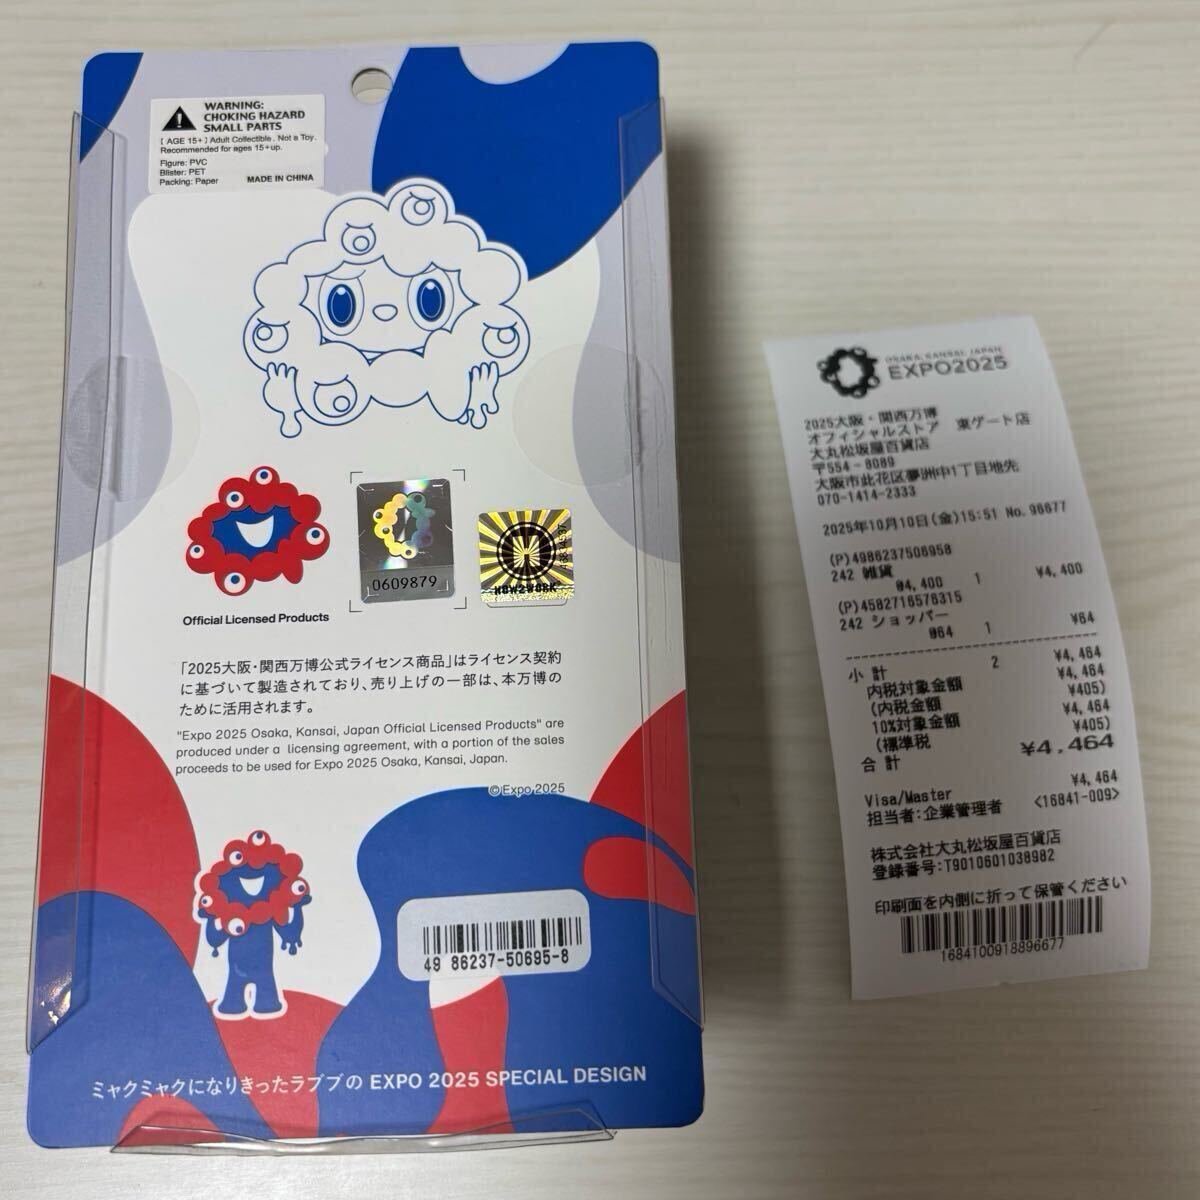 WARNING:
CHOKING HAZARD
SMALL PARTS
[ AGE 15+ ] Adult Collectible. Not a Toy.
Recommended for ages 15+up.
Figure: PVC
Blister: PET
Packing: Paper
MADE IN CHINA
0609879
HOW2WORK
Official Licensed Products
「2025大阪・関西万博公式ライセンス商品」はライセンス契約
に基づいて製造されており、売り上げの一部は、本万博の
ために活用されます。
"Expo 2025 Osaka, Kansai, Japan Official Licensed Products" are
produced under a licensing agreement, with a portion of the sales
proceeds to be used for Expo 2025 Osaka, Kansai, Japan.
©Expo 2025
49 86237-50695-8
ミャクミャクになりきったラブブの EXPO 2025 SPECIAL DESIGN
OSAKA, KANSAI, JAPAN
EXPO2025
2025大阪・関西万博
オフィシャルストア 東ゲート店
大丸松坂屋百貨店
〒554-8089
大阪市此花区夢洲中1丁目地先
070-1414-2333
2025年10月10日(金)15:51 No.96677
(P)4986237506958
242 雑貨
@4,400 1 ¥4,400
(P)4582716576315
242 ショッパー
@64 1 ¥64
小計 2 ¥4,464
内税対象金額 ¥4,464
(内税金額 ¥405)
10%対象金額 ¥4,464
(標準税 ¥405)
合計 ¥4,464
Visa/Master ¥4,464
担当者:企業管理者 <16841-009>
株式会社大丸松坂屋百貨店
登録番号:T9010601038982
印刷面を内側に折って保管ください
1684100918896677